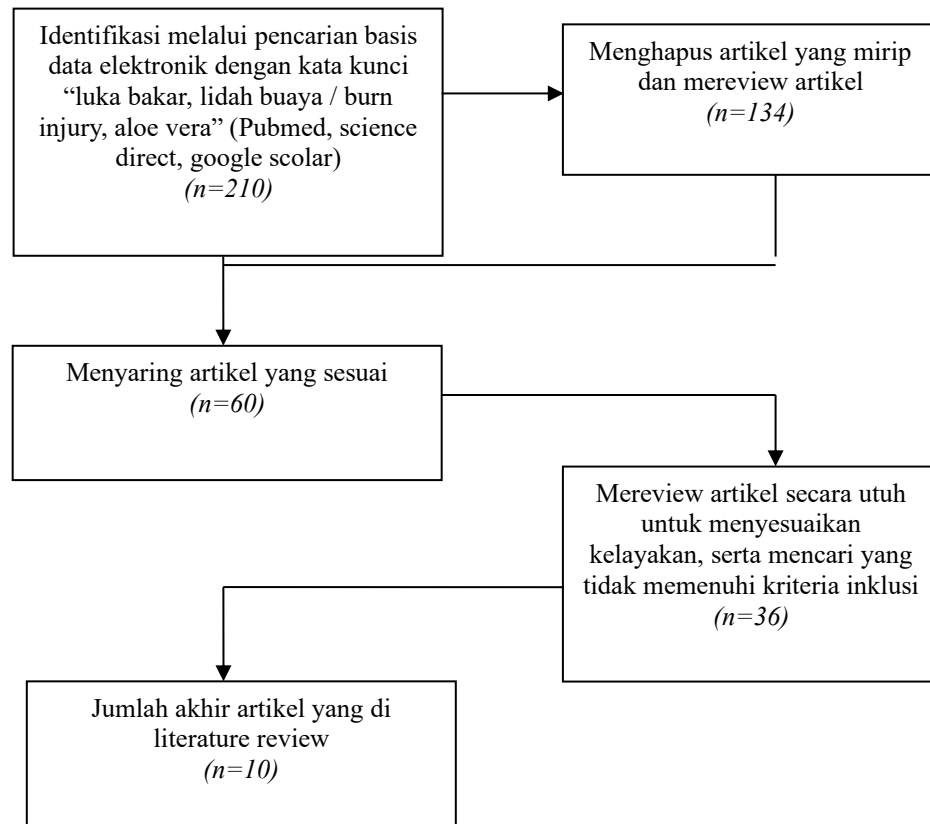 Identifikasi melalui pencarian basis
data elektronik dengan kata kunci
“luka bakar, lidah buaya / burn
injury, aloe vera” (Pubmed, science
direct, google scolar)
(n=210)
Menghapus artikel yang mirip
dan mereview artikel
(n=134)
Menyaring artikel yang sesuai
(n=60)
Mereview artikel secara utuh
untuk menyesuaikan
kelayakan, serta mencari yang
tidak memenuhi kriteria inklusi
(n=36)
Jumlah akhir artikel yang di
literature review
(n=10)